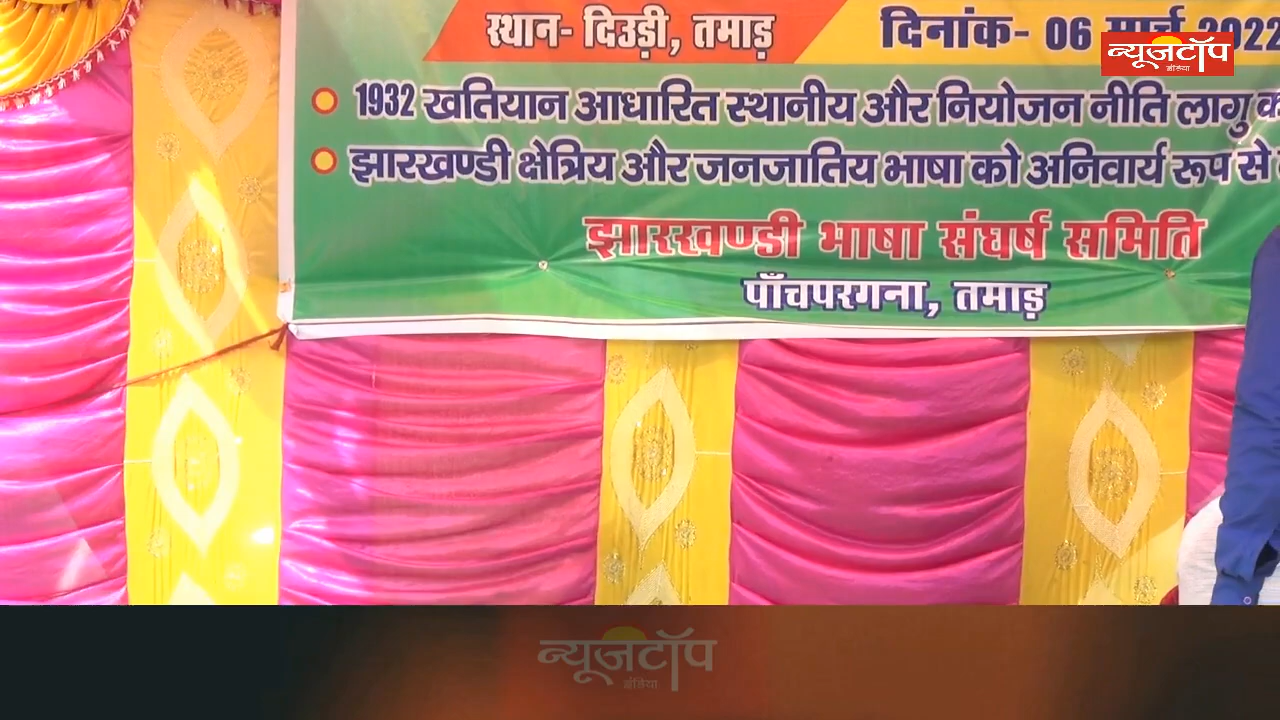 स्थान- दिउड़ी, तमाड़
दिनांक- 06 मार्च 2022
न्यूजटॉप
इंडिया
1932 खतियान आधारित स्थानीय और नियोजन नीति लागु
झारखण्डी क्षेत्रिय और जनजातिय भाषा को अनिवार्य रूप से
झारखण्डी भाषा संघर्ष समिति
पाँचपरगना, तमाड़
न्यूजटॉप
इंडिया